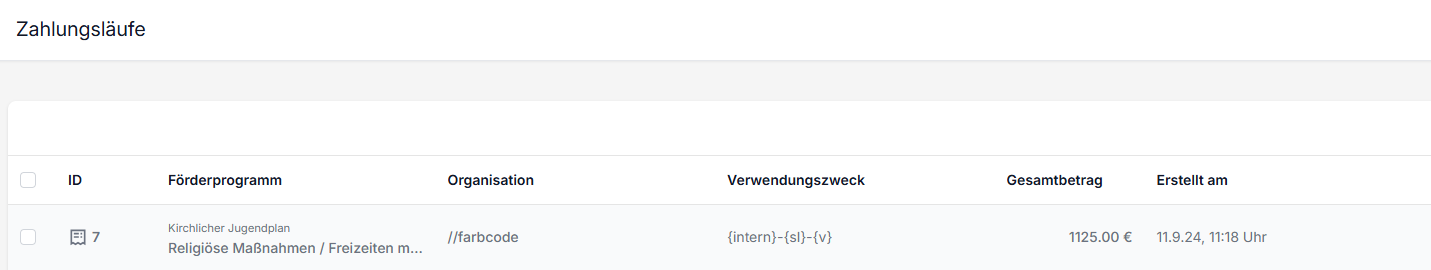 Zahlungsläufe
ID Förderprogramm Organisation Verwendungszweck Gesamtbetrag Erstellt am
Kirchlicher Jugendplan
7 Religiöse Maßnahmen / Freizeiten m... //farbcode {intern}-{sl}-{v} 1125.00 € 11.9.24, 11:18 Uhr